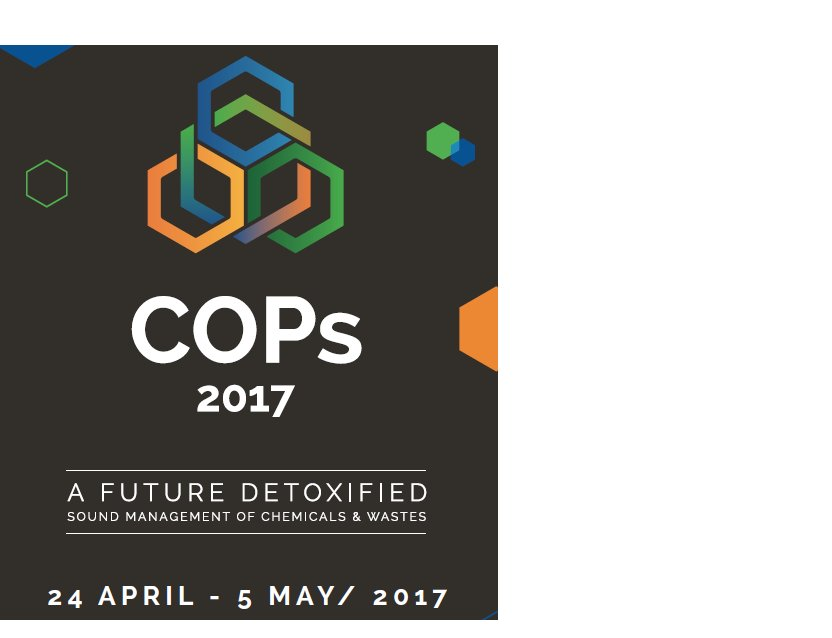 COPs
2017
A FUTURE DETOXIFIED
SOUND MANAGEMENT OF CHEMICALS & WASTES
24 APRIL - 5 MAY/ 2017